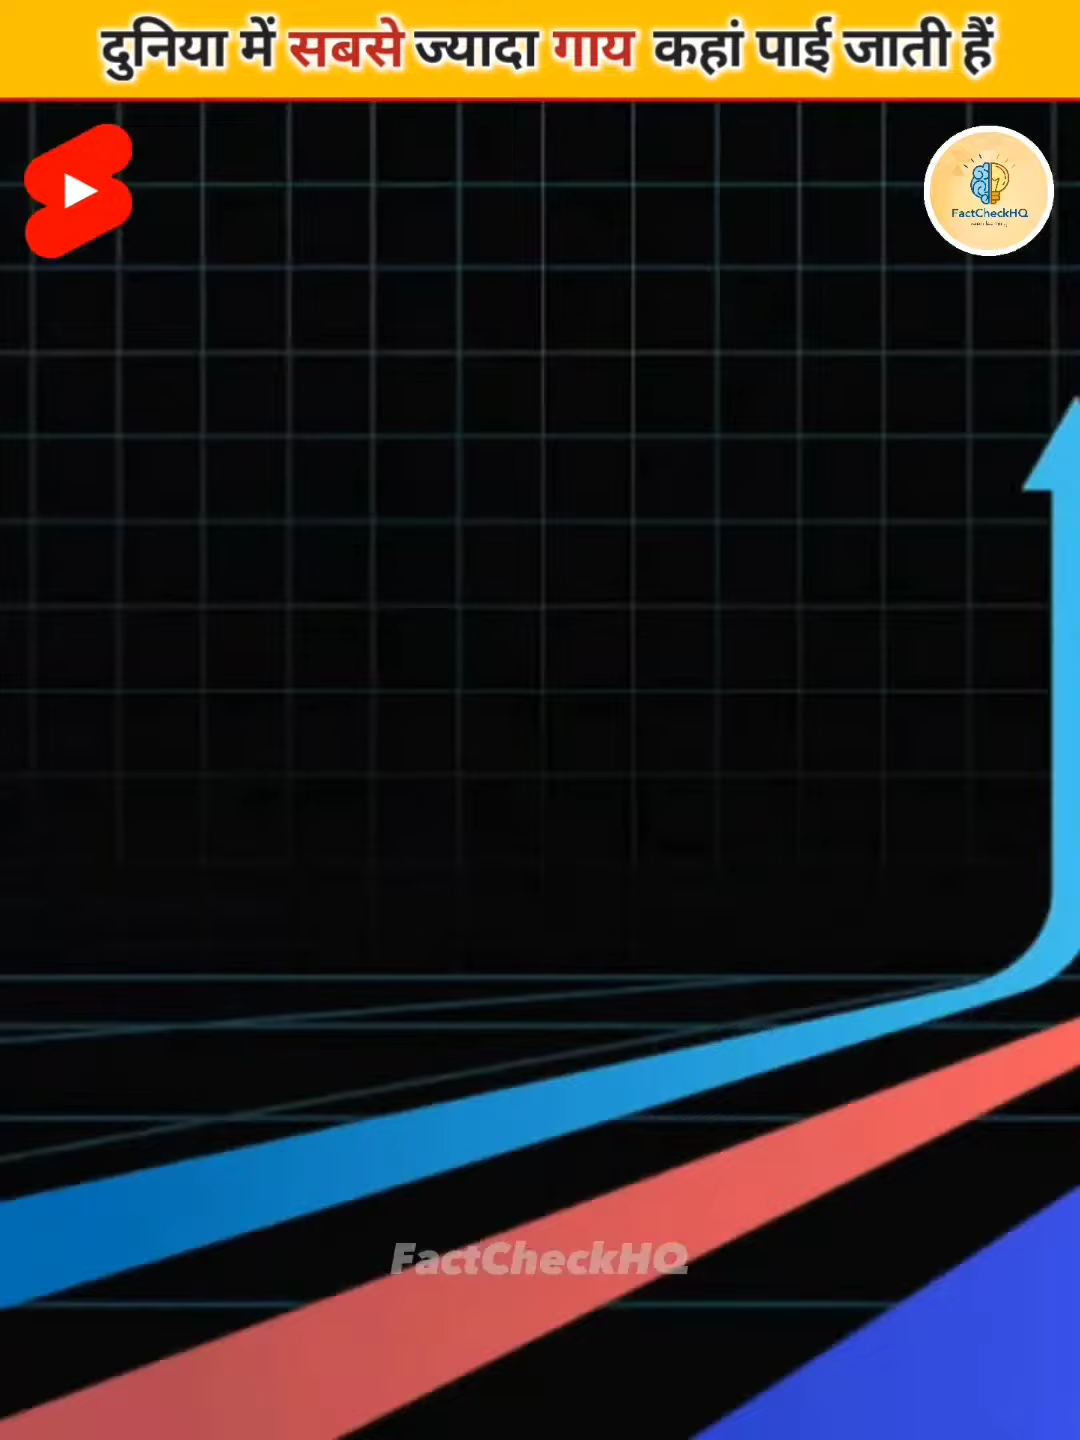 दुनिया में सबसे ज्यादा गाय कहां पाई जाती हैं
FactCheckHQ
FactCheckHQ